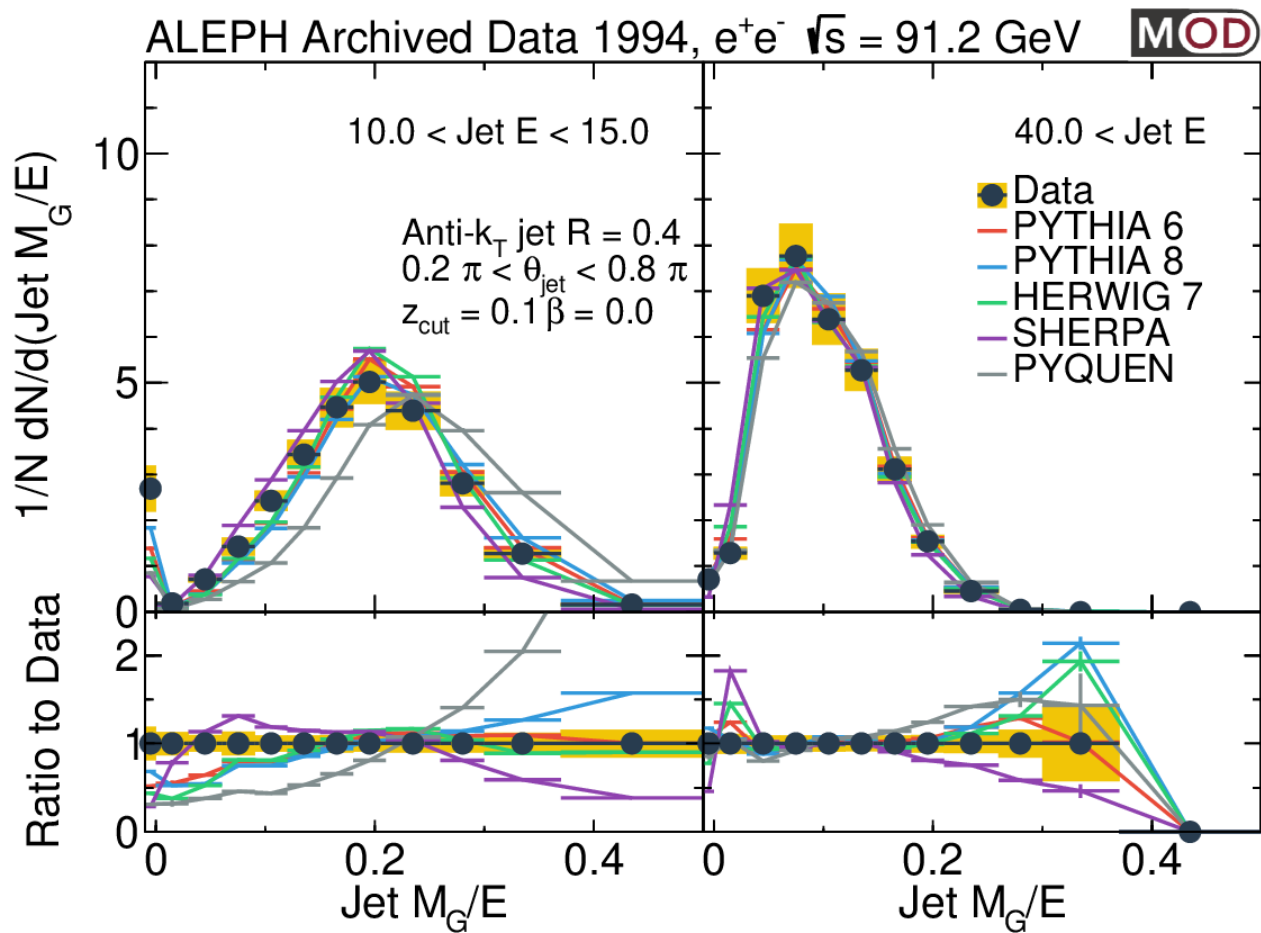 ALEPH Archived Data 1994, e⁺e⁻ √s = 91.2 GeV
MOD
10.0 < Jet E < 15.0
40.0 < Jet E
Anti-k_T jet R = 0.4
0.2 π < θ_jet < 0.8 π
z_cut = 0.1 β = 0.0
Data
PYTHIA 6
PYTHIA 8
HERWIG 7
SHERPA
PYQUEN
1/N dN/d(Jet M_G/E)
10
5
0
Ratio to Data
2
1
0
0 0.2 0.4
0 0.2 0.4
Jet M_G/E
Jet M_G/E